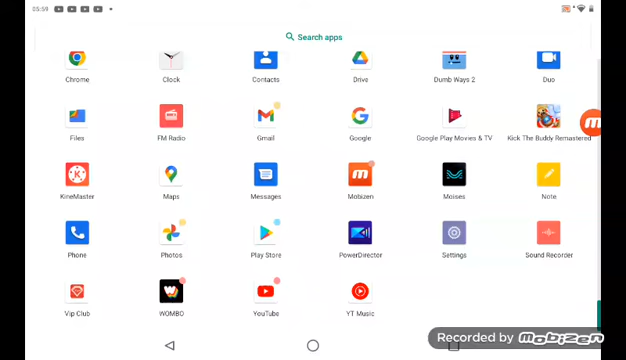 05:59
Search apps
Chrome Clock Contacts Drive Dumb Ways 2 Duo
Files FM Radio Gmail Google Google Play Movies & TV Kick The Buddy Remastered
KineMaster Maps Messages Mobizen Moises Note
Phone Photos Play Store PowerDirector Settings Sound Recorder
Vip Club WOMBO YouTube YT Music
Recorded by mobizen